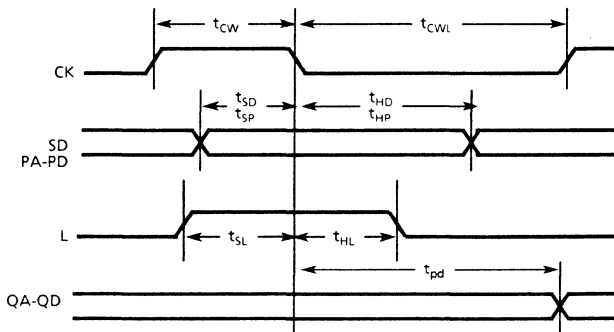 tCW tCWL
CK
tSD tHD
tSP tHP
SD
PA-PD
L
tSL tHL
tpd
QA-QD